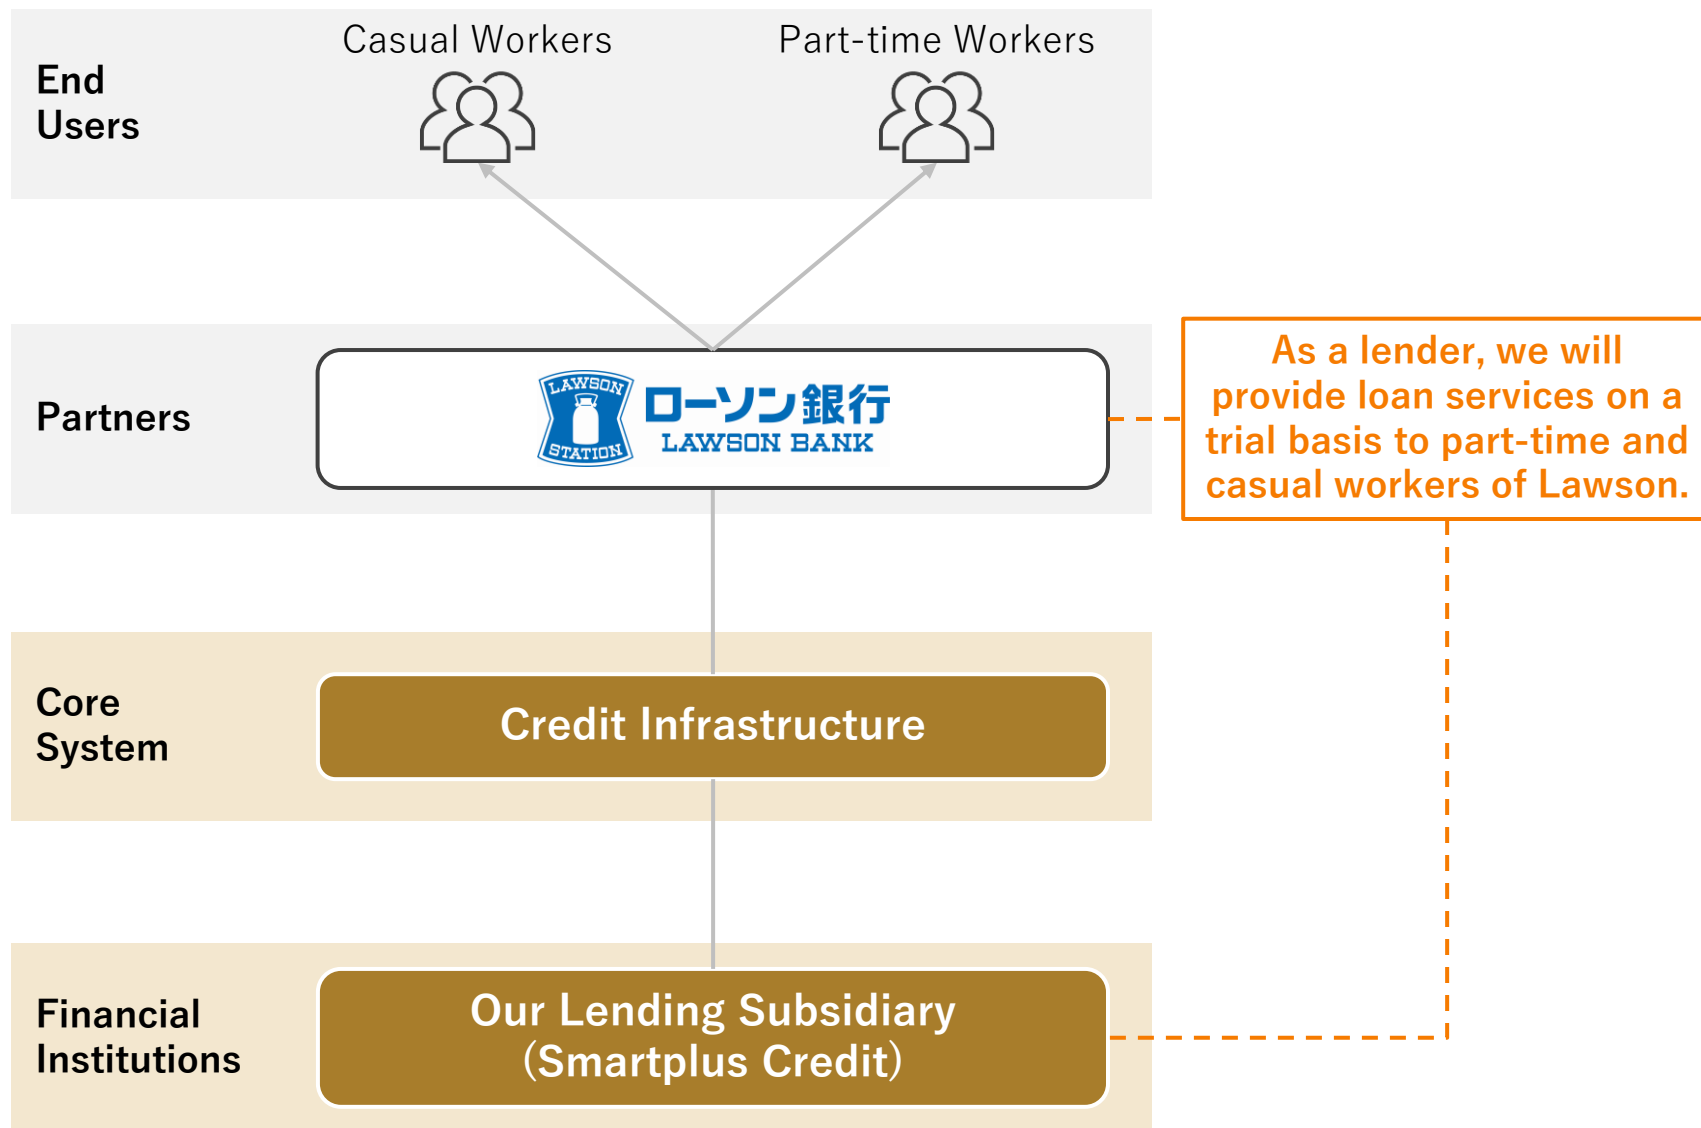 Casual Workers
Part-time Workers
End
Users
Partners
LAWSON
STATION
ローソン銀行
LAWSON BANK
As a lender, we will
provide loan services on a
trial basis to part-time and
casual workers of Lawson.
Core
System
Credit Infrastructure
Financial
Institutions
Our Lending Subsidiary
(Smartplus Credit)